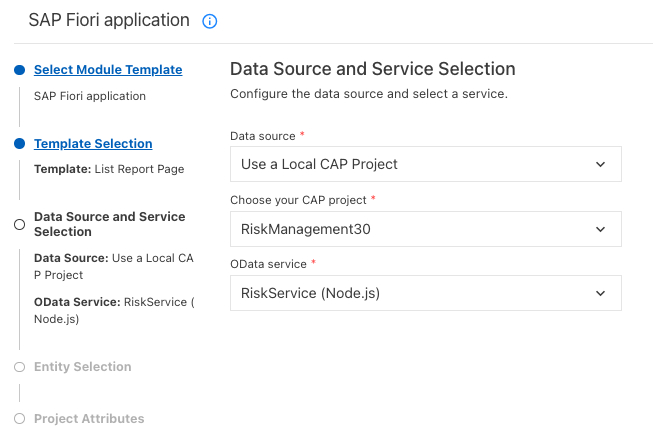 SAP Fiori application
Select Module Template
SAP Fiori application
Template Selection
Template: List Report Page
Data Source and Service
Selection
Data Source: Use a Local CA
P Project
OData Service: RiskService (
Node.js)
Entity Selection
Project Attributes
Data Source and Service Selection
Configure the data source and select a service.
Data source *
Use a Local CAP Project
Choose your CAP project *
RiskManagement30
OData service *
RiskService (Node.js)